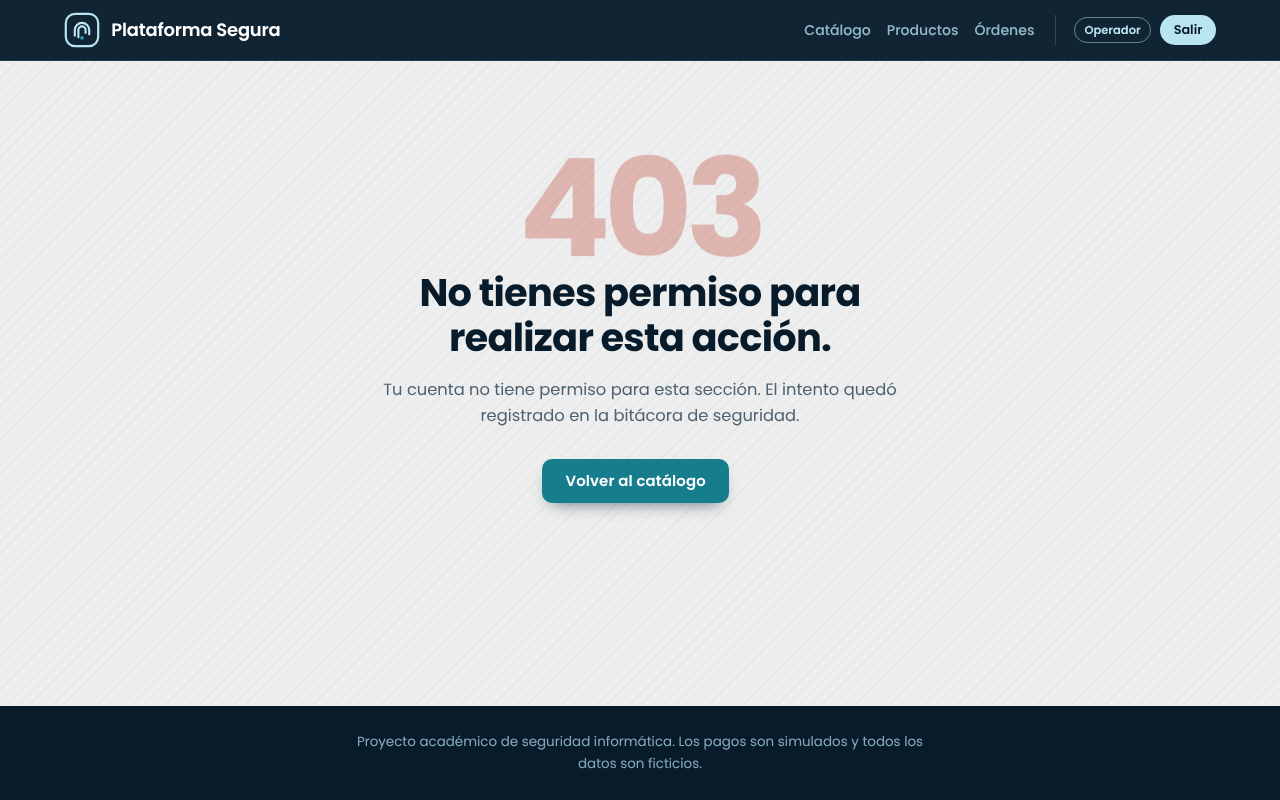 Plataforma Segura
Catálogo Productos Órdenes Operador Salir
403
No tienes permiso para
realizar esta acción.
Tu cuenta no tiene permiso para esta sección. El intento quedó
registrado en la bitácora de seguridad.
Volver al catálogo
Proyecto académico de seguridad informática. Los pagos son simulados y todos los
datos son ficticios.